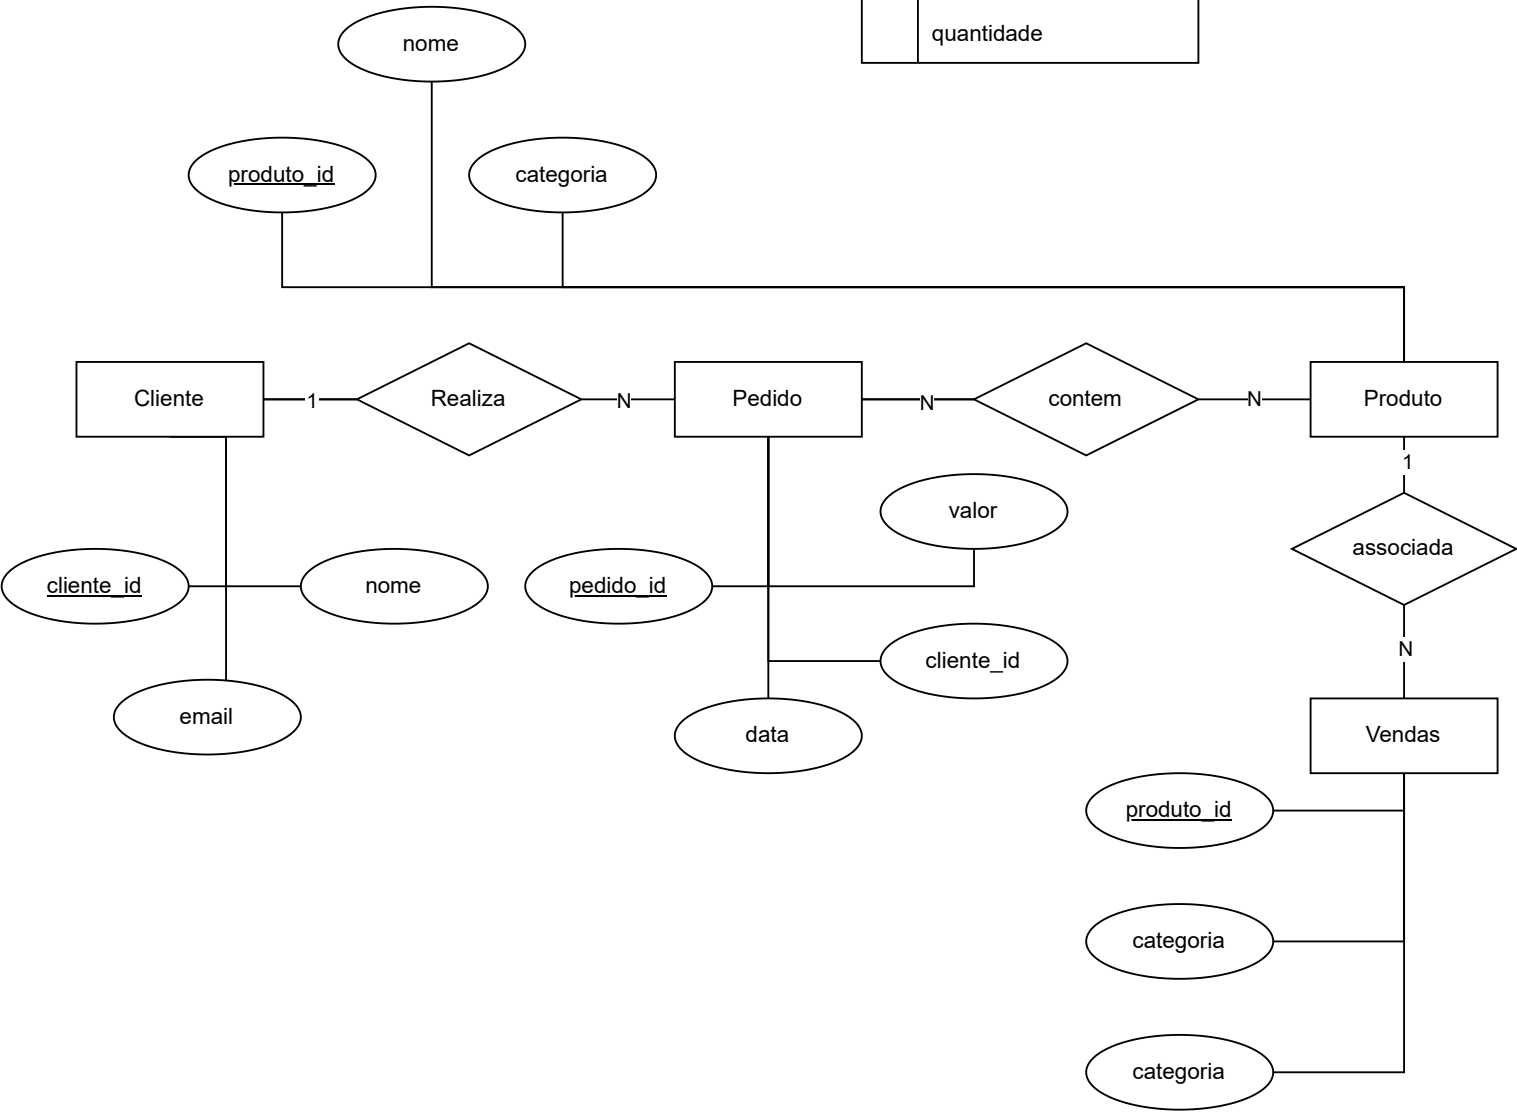 nome
quantidade
produto_id
categoria
Cliente
1
Realiza
N
Pedido
N
contem
N
Produto
1
valor
associada
cliente_id
nome
pedido_id
N
cliente_id
email
data
Vendas
produto_id
categoria
categoria